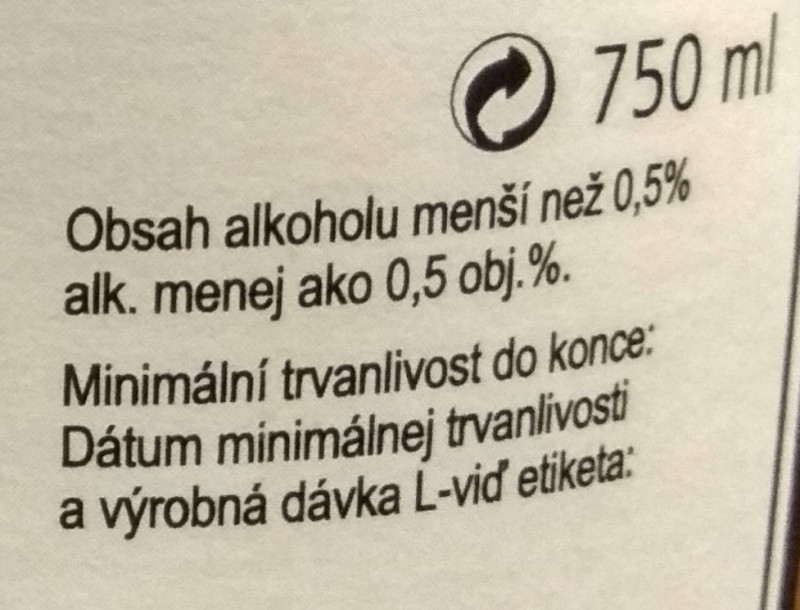 750 ml
Obsah alkoholu menší než 0,5%
alk. menej ako 0,5 obj.%.
Minimální trvanlivost do konce:
Dátum minimálnej trvanlivosti
a výrobná dávka L-viď etiketa: